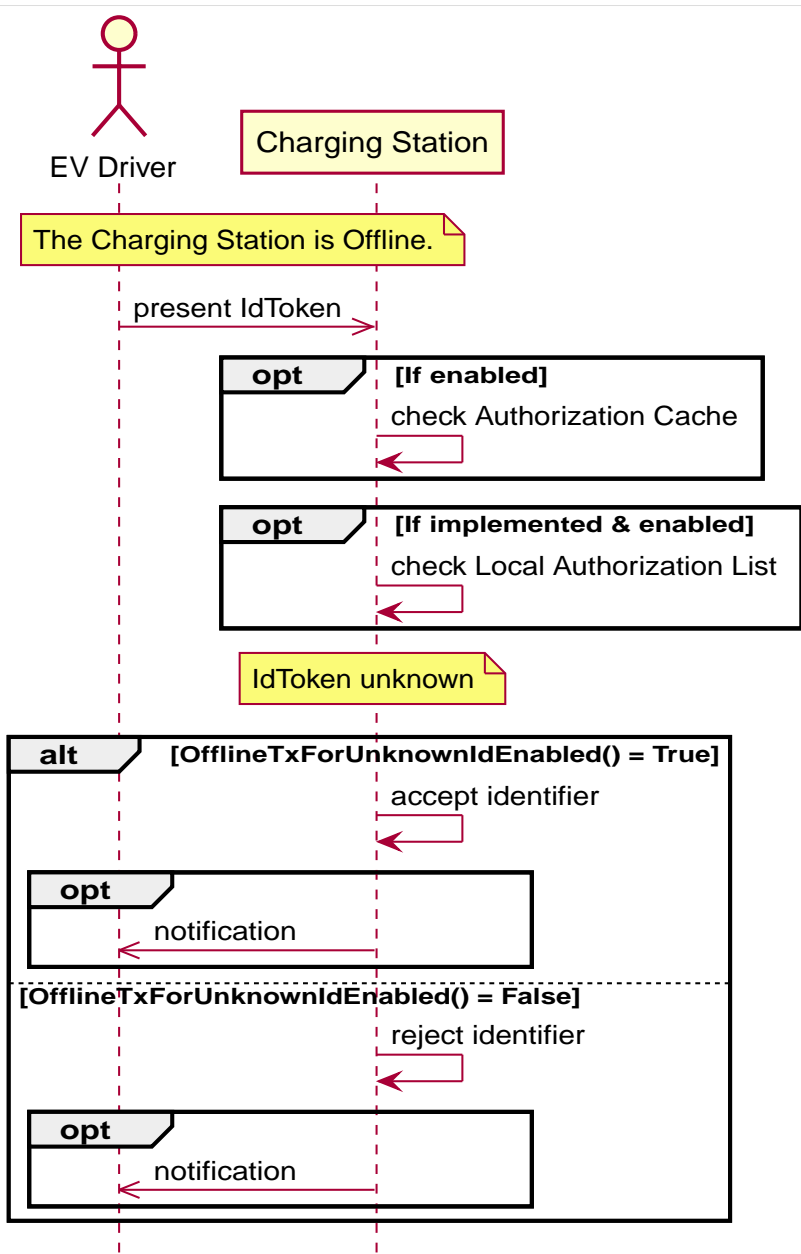 EV Driver
Charging Station
The Charging Station is Offline.
present IdToken
opt
[If enabled]
check Authorization Cache
opt
[If implemented & enabled]
check Local Authorization List
IdToken unknown
alt
[OfflineTxForUnknownIdEnabled() = True]
accept identifier
opt
notification
[OfflineTxForUnknownIdEnabled() = False]
reject identifier
opt
notification